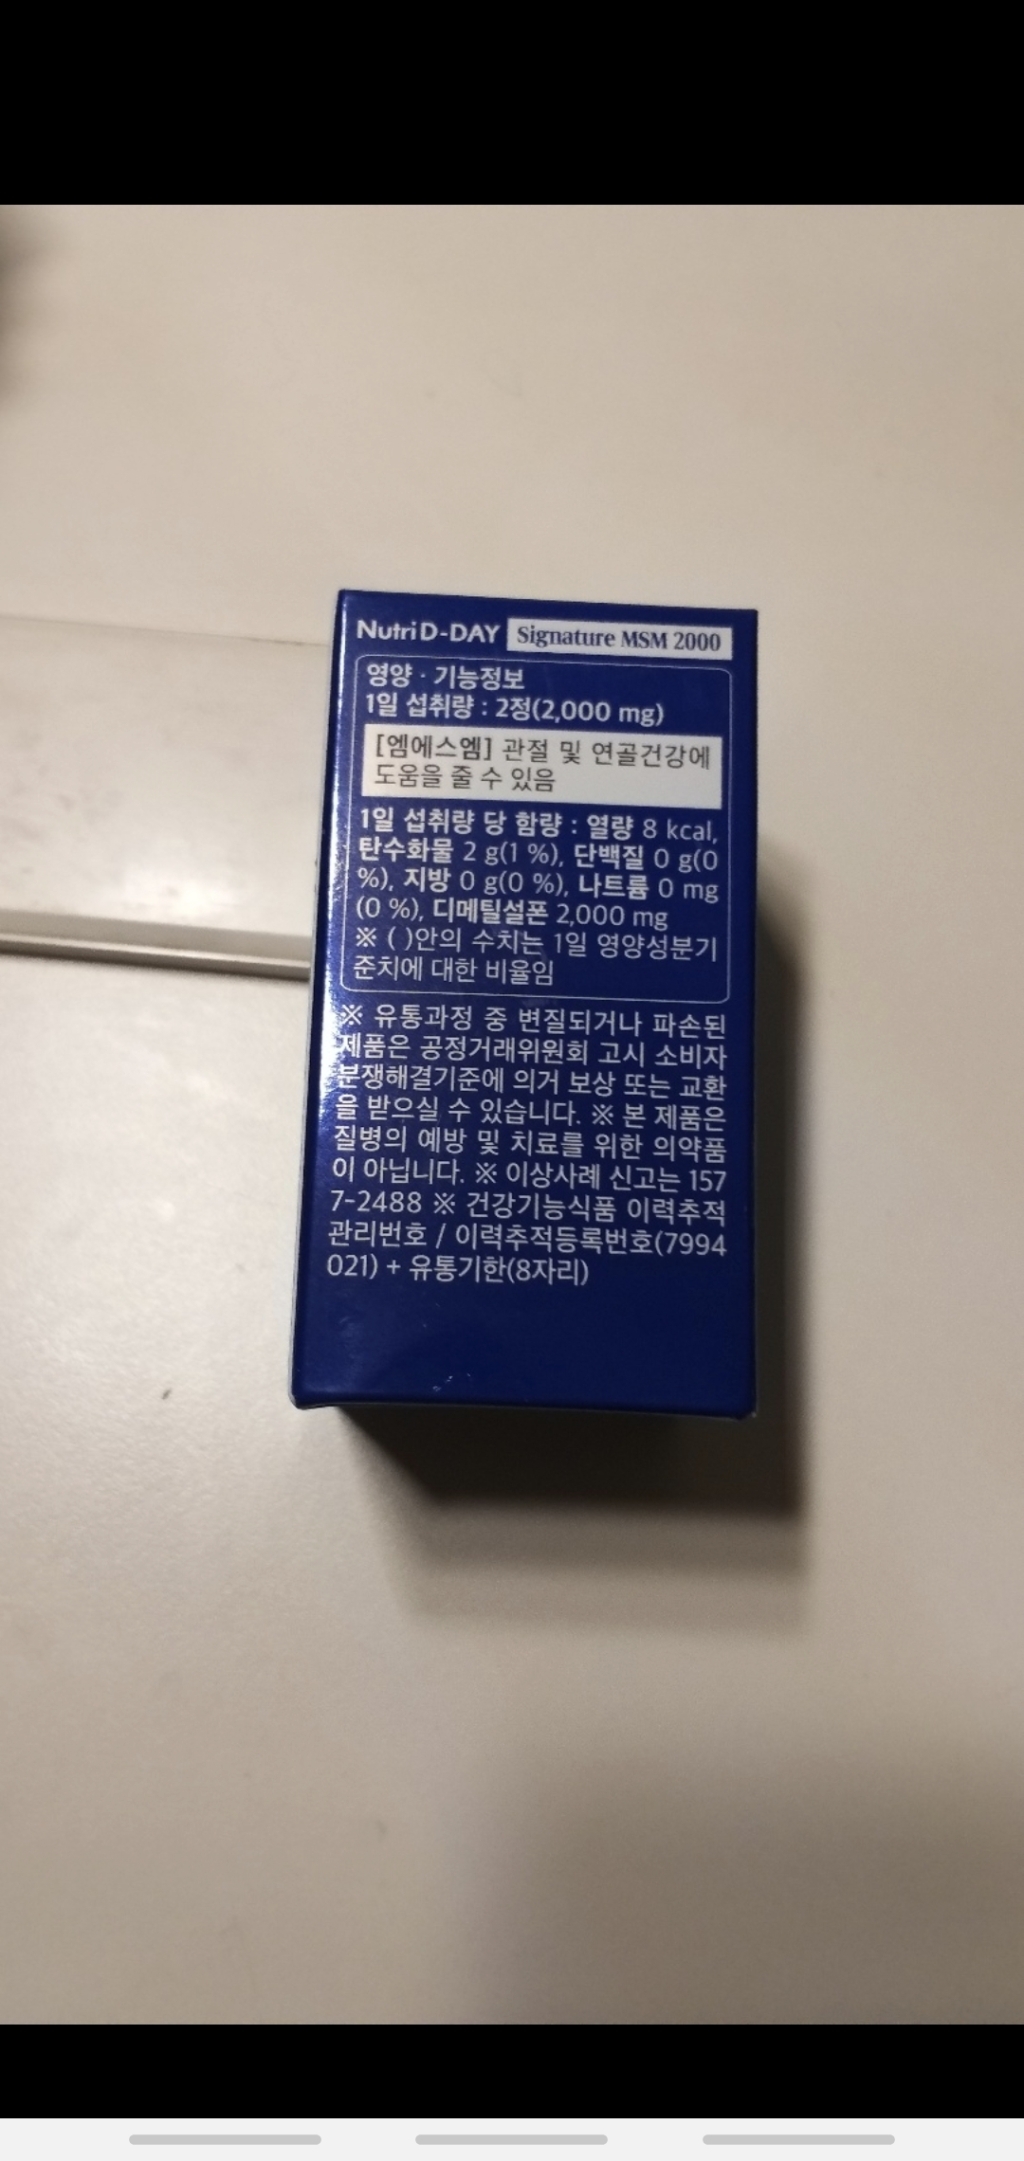 NutriD-DAY Signature MSM 2000
영양 · 기능정보
1일 섭취량 : 2정(2,000 mg)
[엠에스엠] 관절 및 연골건강에
도움을 줄 수 있음
1일 섭취량 당 함량 : 열량 8 kcal,
탄수화물 2 g(1 %), 단백질 0 g(0
%), 지방 0 g(0 %), 나트륨 0 mg
(0 %), 디메틸설폰 2,000 mg
※ ( )안의 수치는 1일 영양성분기
준치에 대한 비율임
※ 유통과정 중 변질되거나 파손된
제품은 공정거래위원회 고시 소비자
분쟁해결기준에 의거 보상 또는 교환
을 받으실 수 있습니다. ※ 본 제품은
질병의 예방 및 치료를 위한 의약품
이 아닙니다. ※ 이상사례 신고는 157
7-2488 ※ 건강기능식품 이력추적
관리번호 / 이력추적등록번호(7994
021) + 유통기한(8자리)